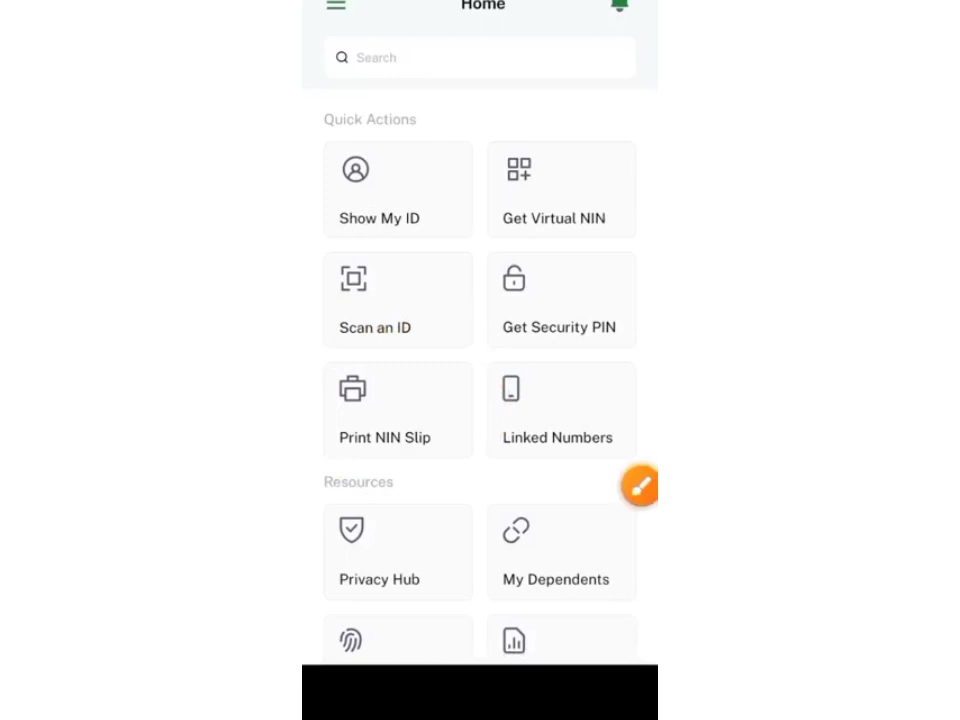 Home
Search
Quick Actions
Show My ID
Get Virtual NIN
Scan an ID
Get Security PIN
Print NIN Slip
Linked Numbers
Resources
Privacy Hub
My Dependents